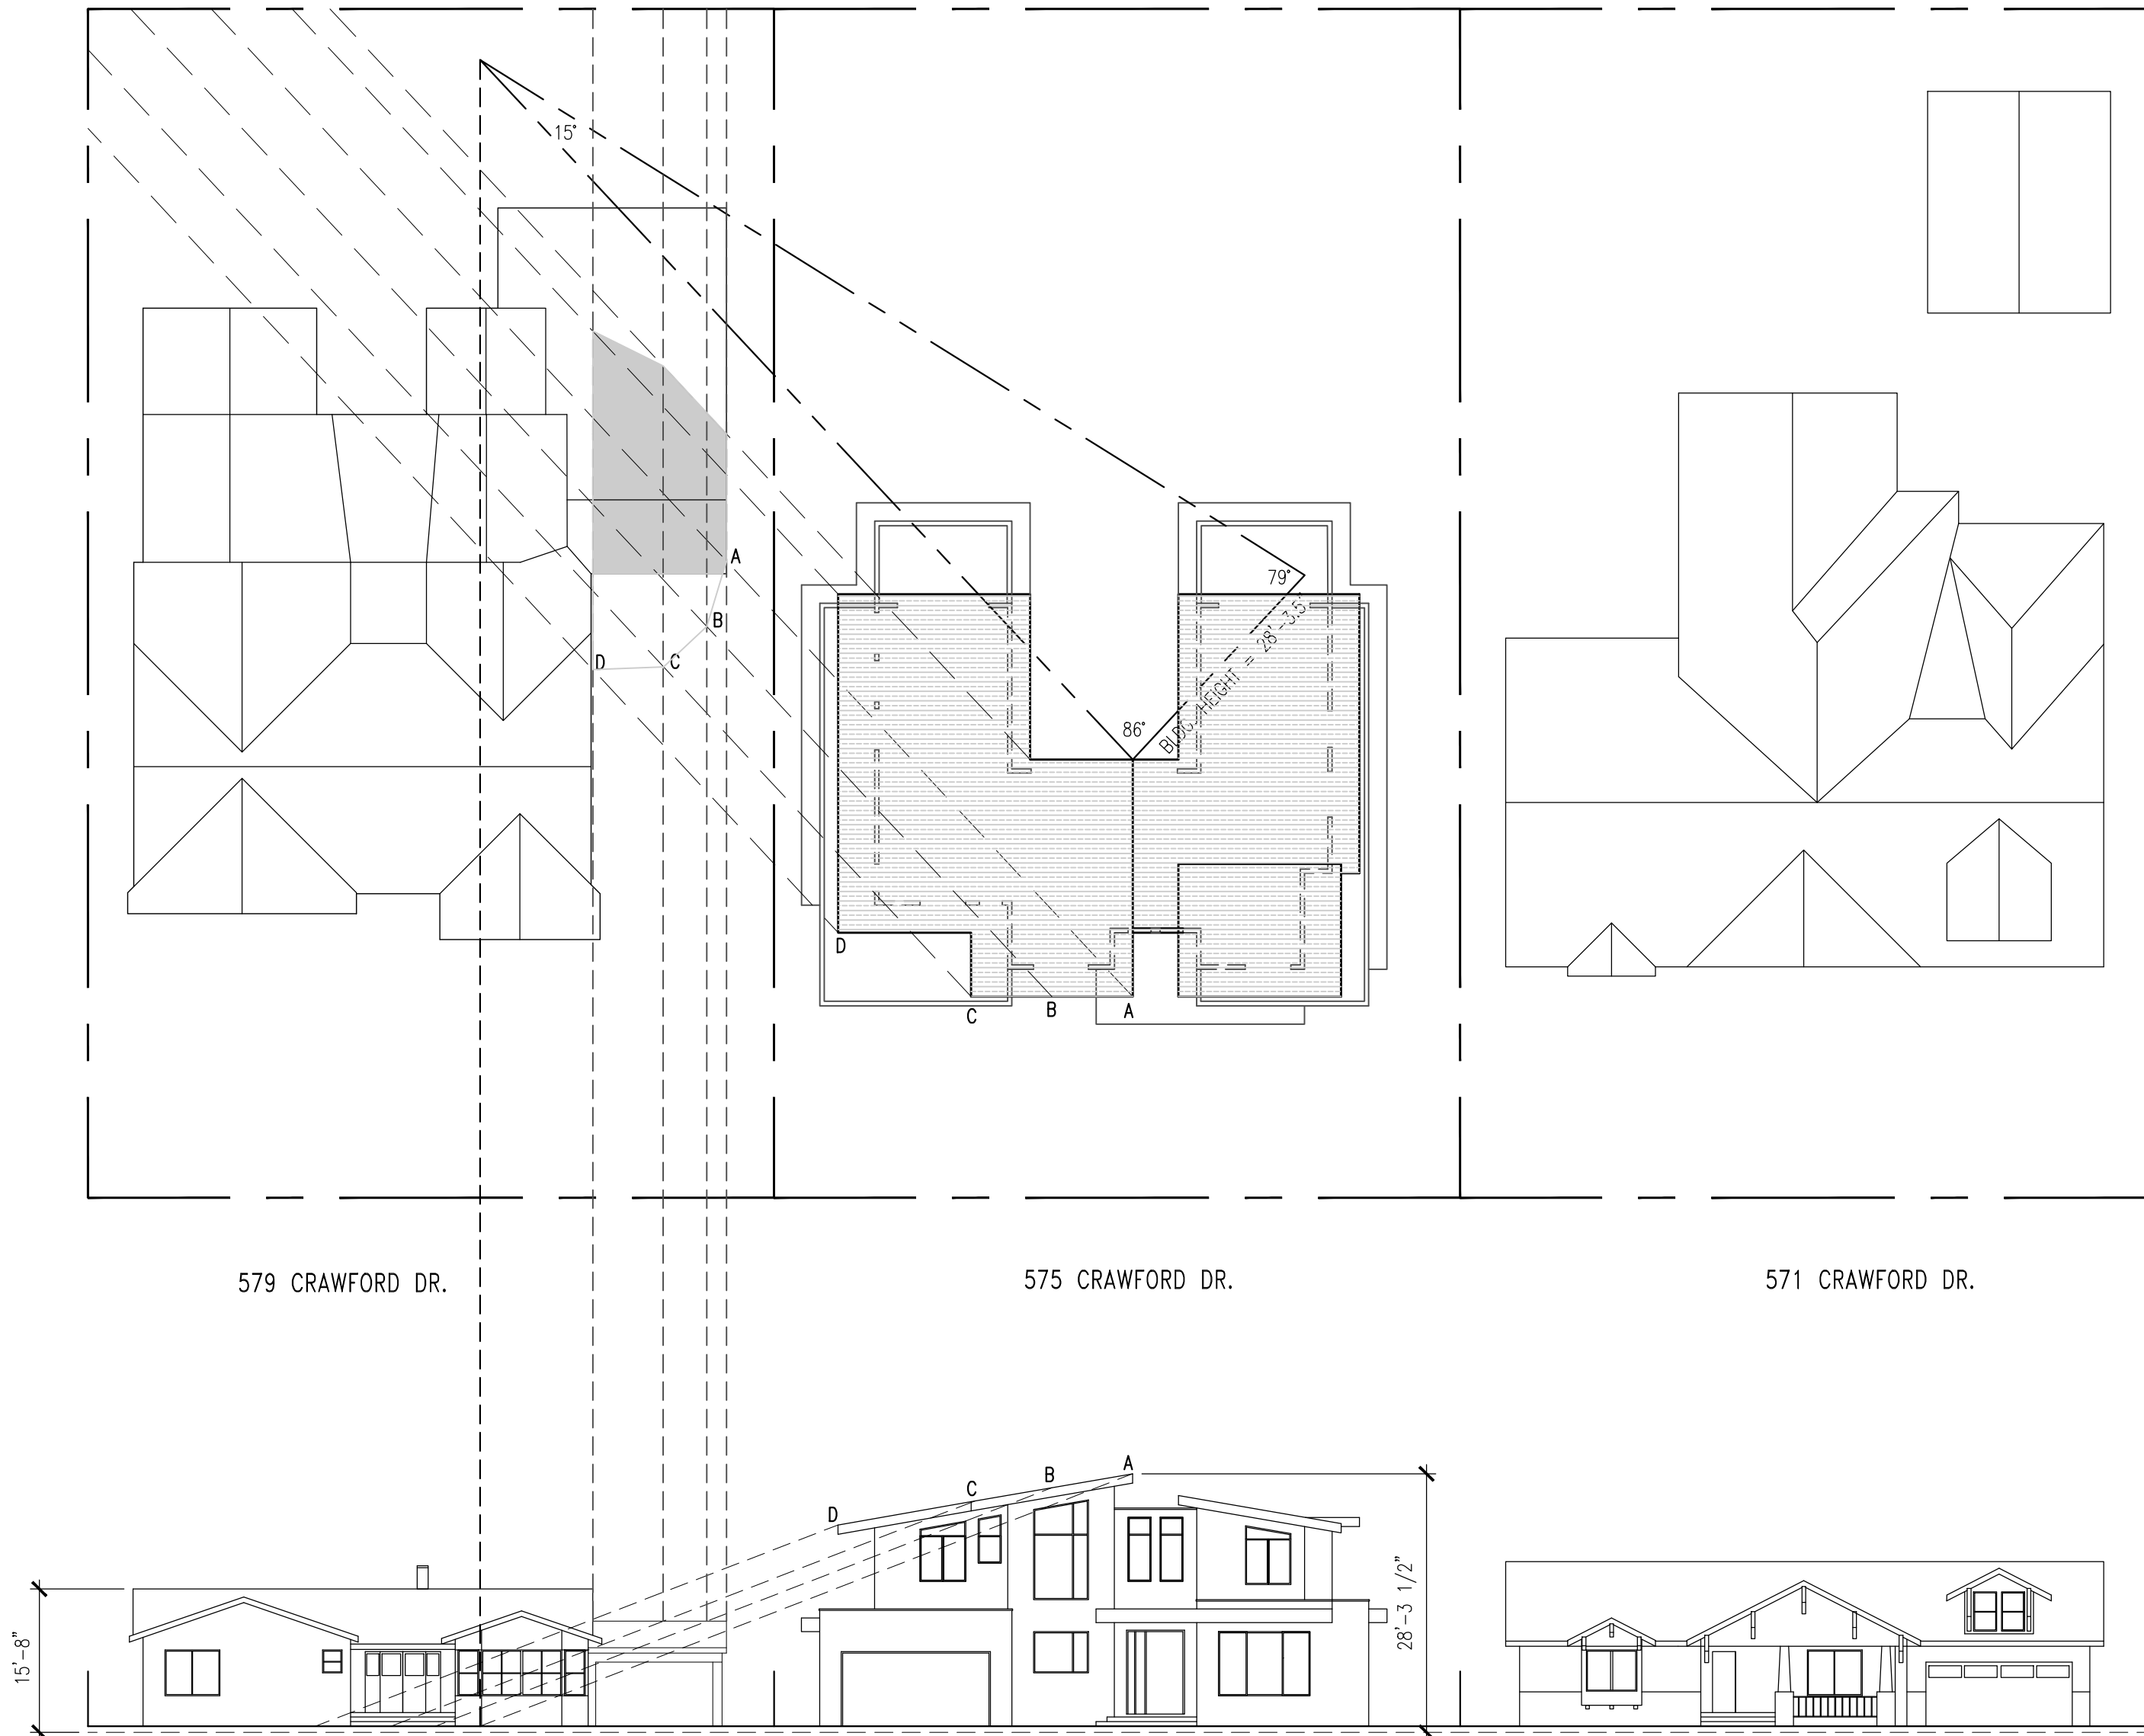 15°
A
B
D
C
79°
BLDG. HEIGHT = 28'-3.5"
86°
D
C
B
A
579 CRAWFORD DR.
575 CRAWFORD DR.
571 CRAWFORD DR.
D
C
B
A
15'-8"
28'-3 1/2"